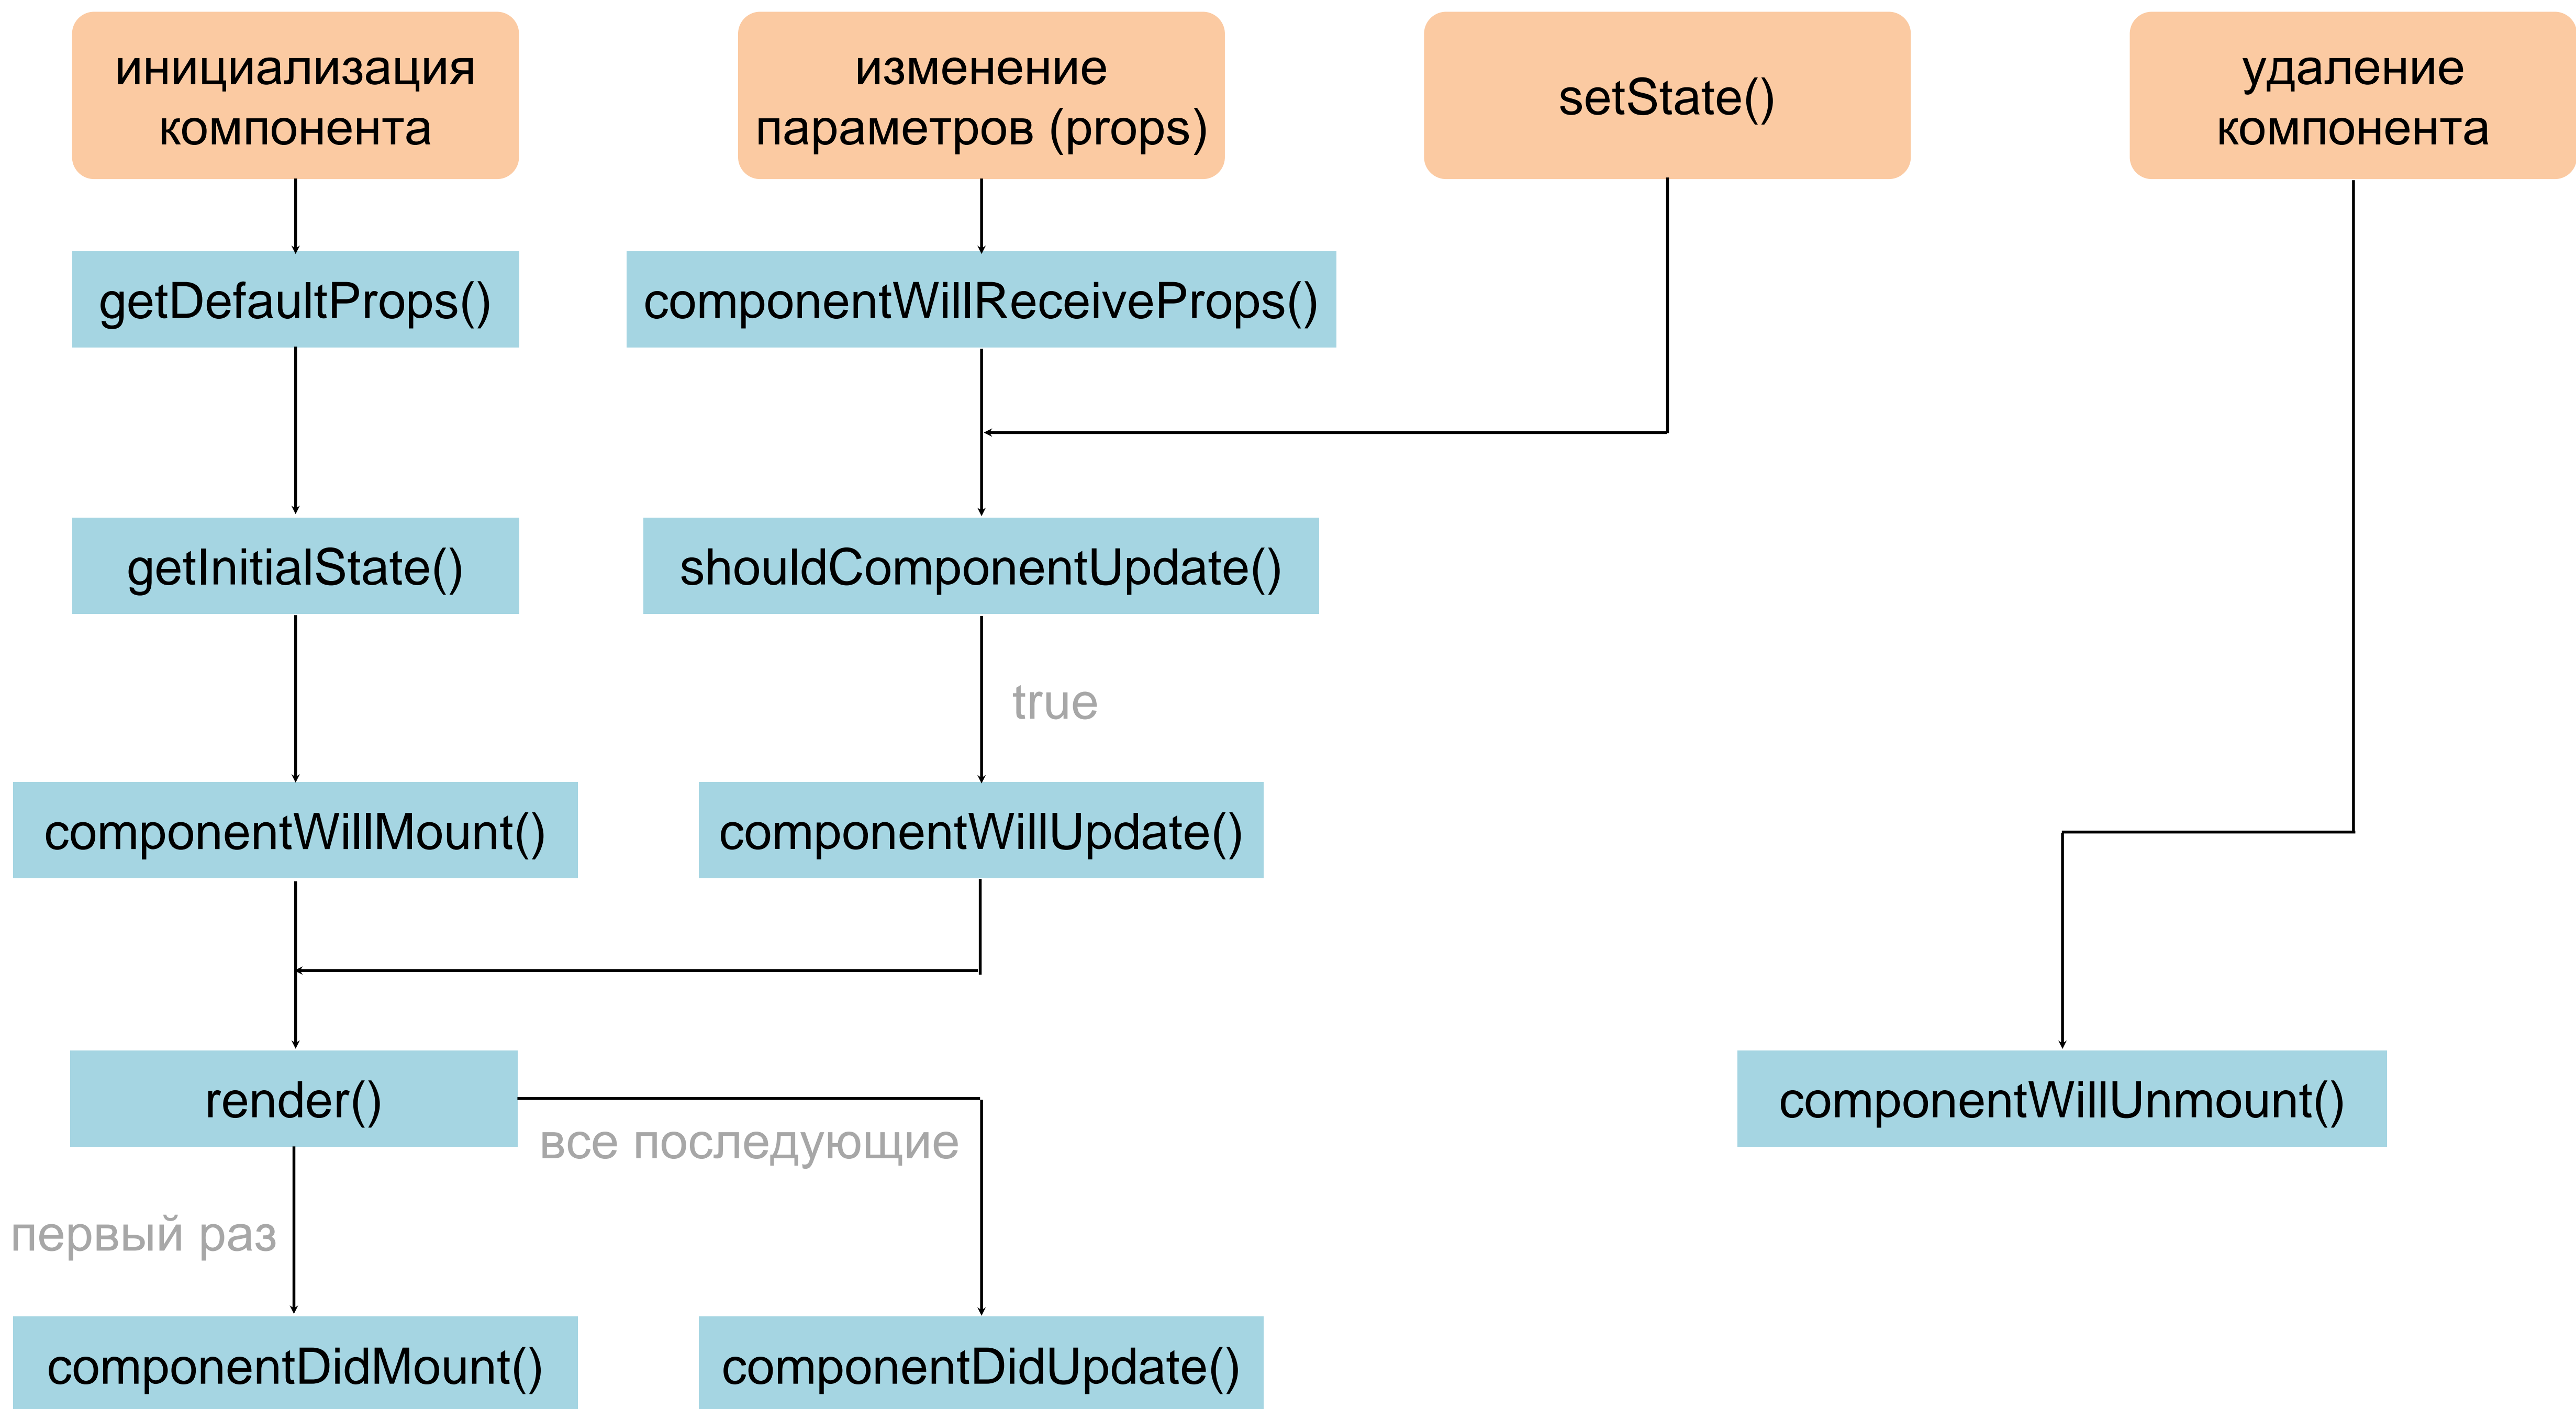 инициализация
компонента
изменение
параметров (props)
setState()
удаление
компонента
getDefaultProps()
componentWillReceiveProps()
getInitialState()
shouldComponentUpdate()
true
componentWillMount()
componentWillUpdate()
render()
все последующие
componentWillUnmount()
первый раз
componentDidMount()
componentDidUpdate()